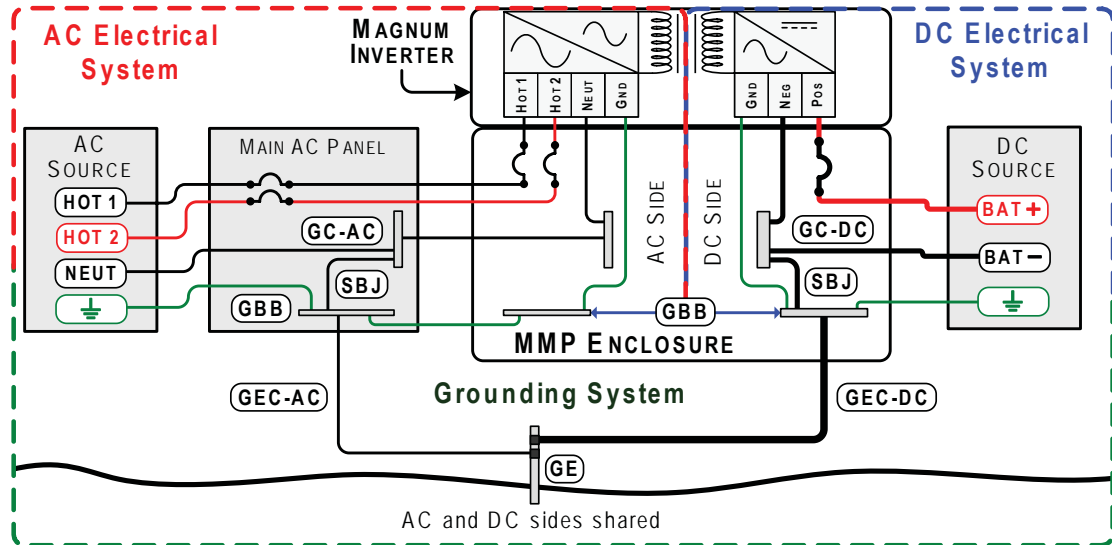 AC Electrical
System
MAGNUM
INVERTER
DC Electrical
System
HOT 1
HOT 2
NEUT
GND
GND
NEG
POS
AC
SOURCE
HOT 1
HOT 2
NEUT
MAIN AC PANEL
GC-AC
SBJ
GBB
AC SIDE
DC SIDE
GC-DC
SBJ
GBB
MMP ENCLOSURE
DC
SOURCE
BAT+
BAT−
Grounding System
GEC-AC
GEC-DC
GE
AC and DC sides shared